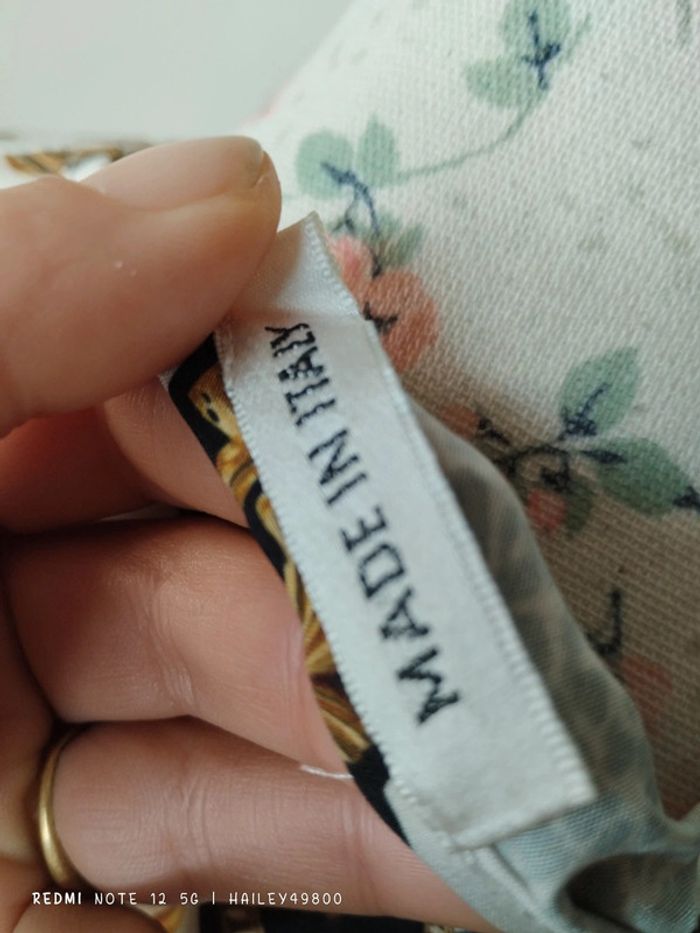 MADE IN ITALY
REDMI NOTE 12 5G | HAILEY49800